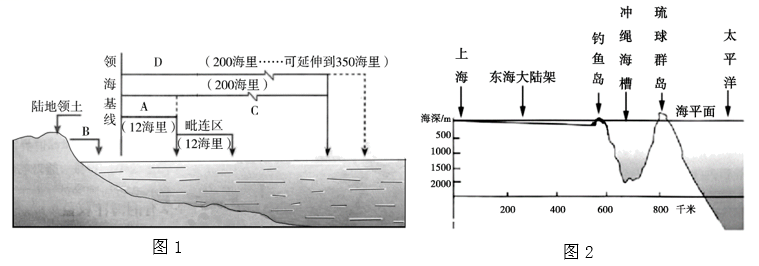 领海基线
D （200海里……可延伸到350海里）
（200海里）
陆地领土
A
C
B
（12海里）
毗连区
（12海里）
图1
上海
东海大陆架
钓鱼岛
冲绳海槽
琉球群岛
太平洋
海平面
海深/m
500
1000
1500
2000
200 400 600 800 千米
图2